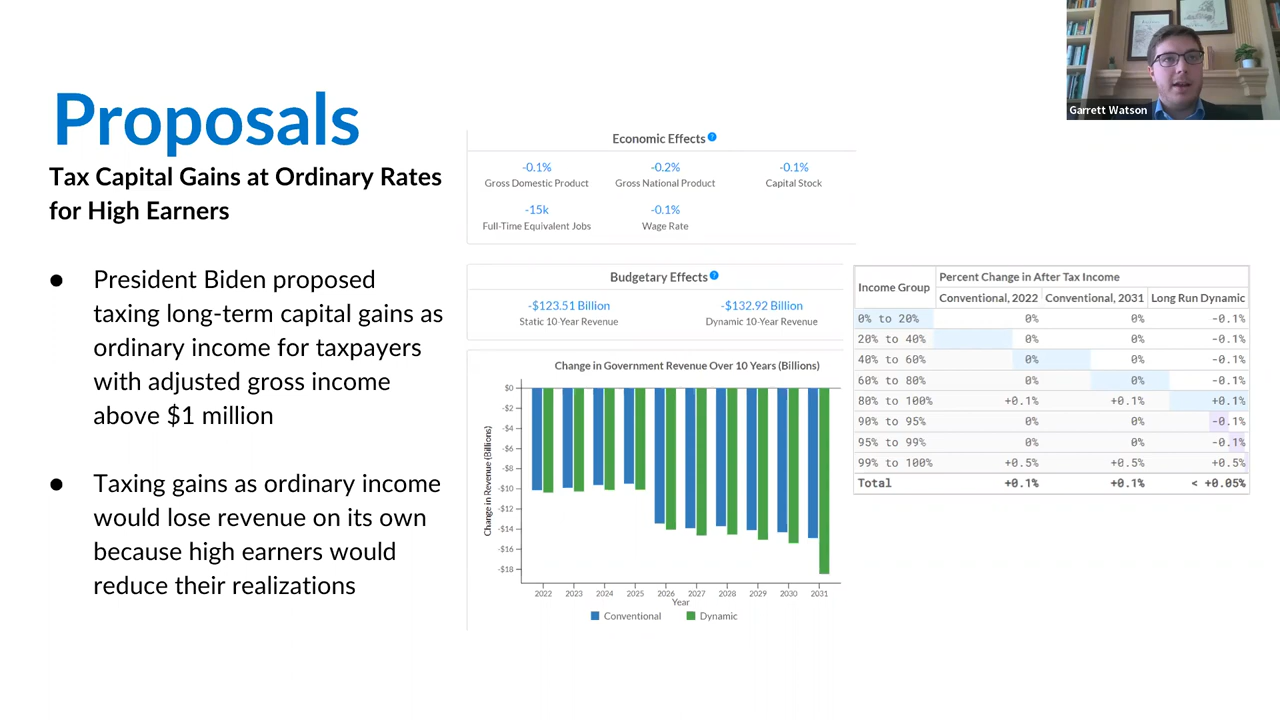 Garrett Watson
Proposals
Tax Capital Gains at Ordinary Rates
for High Earners
● President Biden proposed
taxing long-term capital gains as
ordinary income for taxpayers
with adjusted gross income
above $1 million
● Taxing gains as ordinary income
would lose revenue on its own
because high earners would
reduce their realizations
Economic Effects ?
-0.1% -0.2% -0.1%
Gross Domestic Product Gross National Product Capital Stock
-15k -0.1%
Full-Time Equivalent Jobs Wage Rate
Budgetary Effects ?
-$123.51 Billion -$132.92 Billion
Static 10-Year Revenue Dynamic 10-Year Revenue
Change in Government Revenue Over 10 Years (Billions)
Change in Revenue (Billions)
$0
-$2
-$4
-$6
-$8
-$10
-$12
-$14
-$16
-$18
2022 2023 2024 2025 2026 2027 2028 2029 2030 2031
Year
Conventional Dynamic
Income Group Percent Change in After Tax Income
Conventional, 2022 Conventional, 2031 Long Run Dynamic
0% to 20% 0% 0% -0.1%
20% to 40% 0% 0% -0.1%
40% to 60% 0% 0% -0.1%
60% to 80% 0% 0% -0.1%
80% to 100% +0.1% +0.1% +0.1%
90% to 95% 0% 0% -0.1%
95% to 99% 0% 0% -0.1%
99% to 100% +0.5% +0.5% +0.5%
Total +0.1% +0.1% < +0.05%